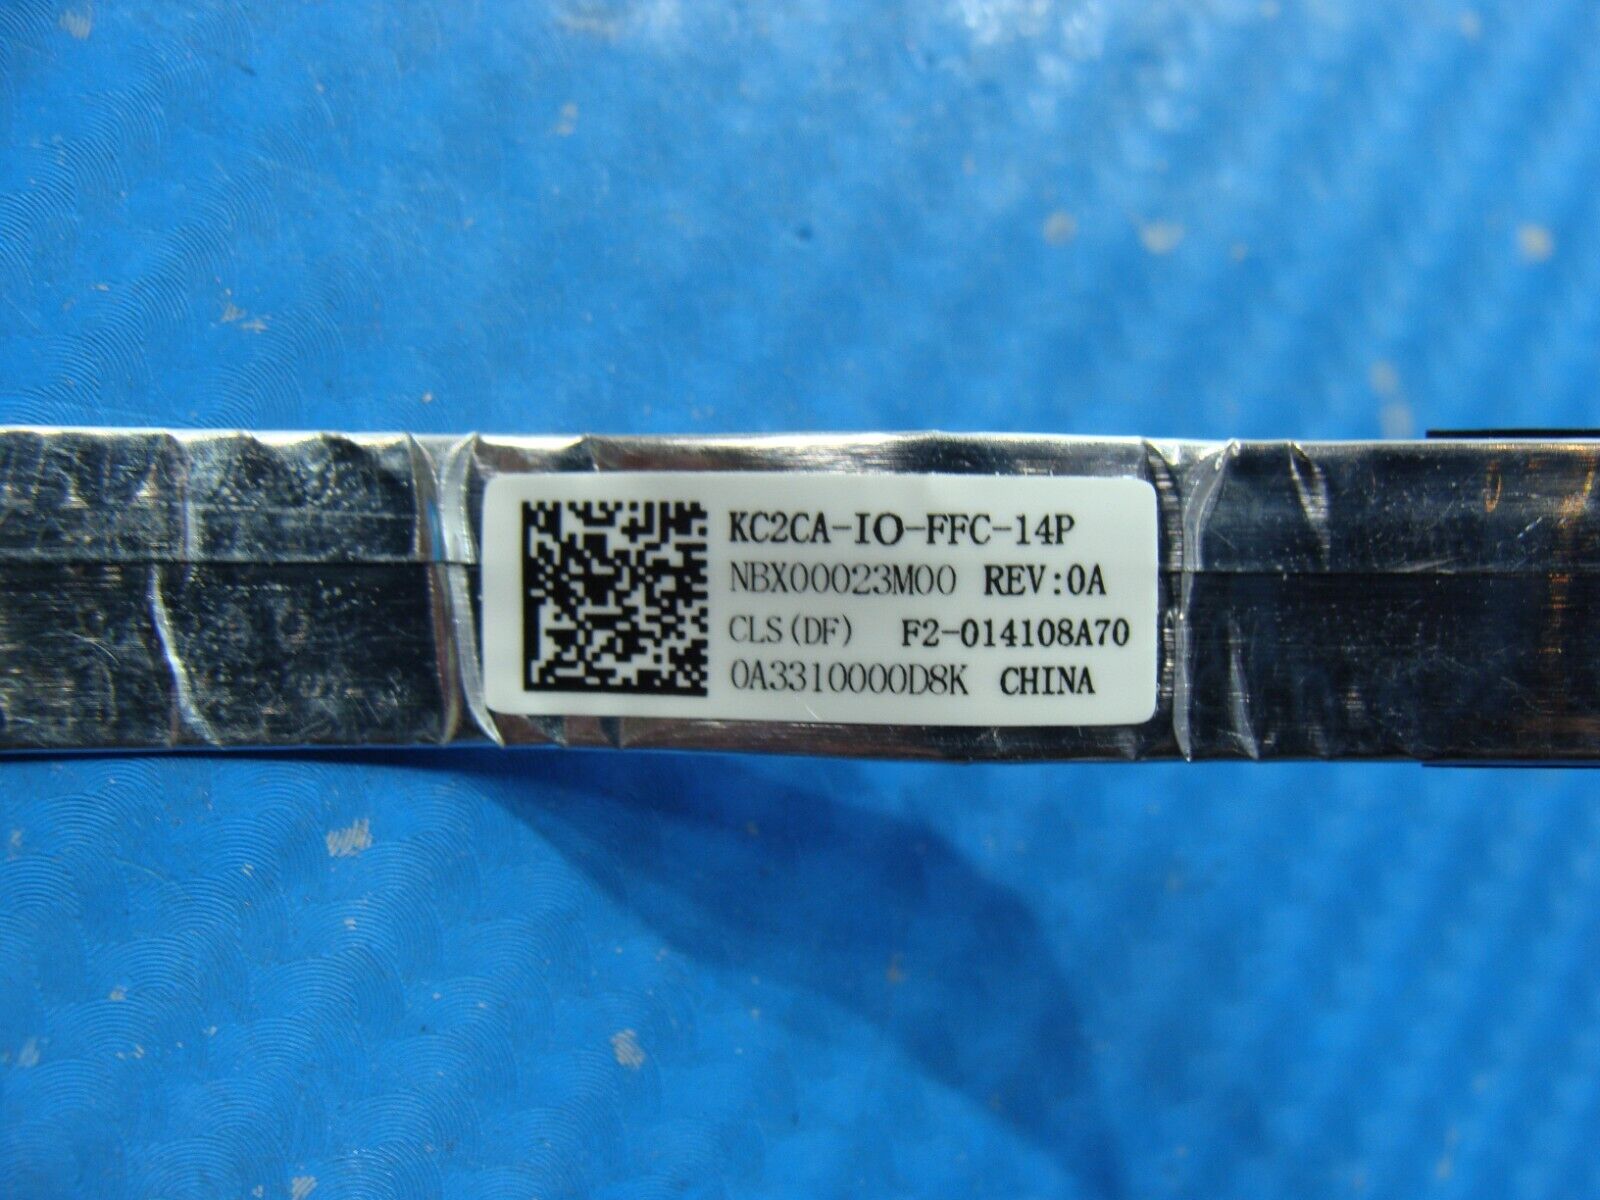 KC2CA-IO-FFC-14P
NBX00023M00 REV:0A
CLS(DF) F2-014108A70
0A3310000D8K CHINA